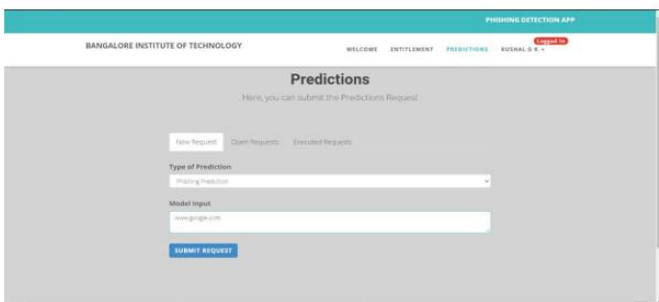 PHISHING DETECTION APP
BANGALORE INSTITUTE OF TECHNOLOGY
WELCOME ENTITLEMENT PREDICTIONS KUSHAL G K
Logged In
Predictions
Here, you can submit the Predictions Request
New Request Open Requests Executed Requests
Type of Prediction
Phishing Prediction
Model Input
www.google.com
SUBMIT REQUEST